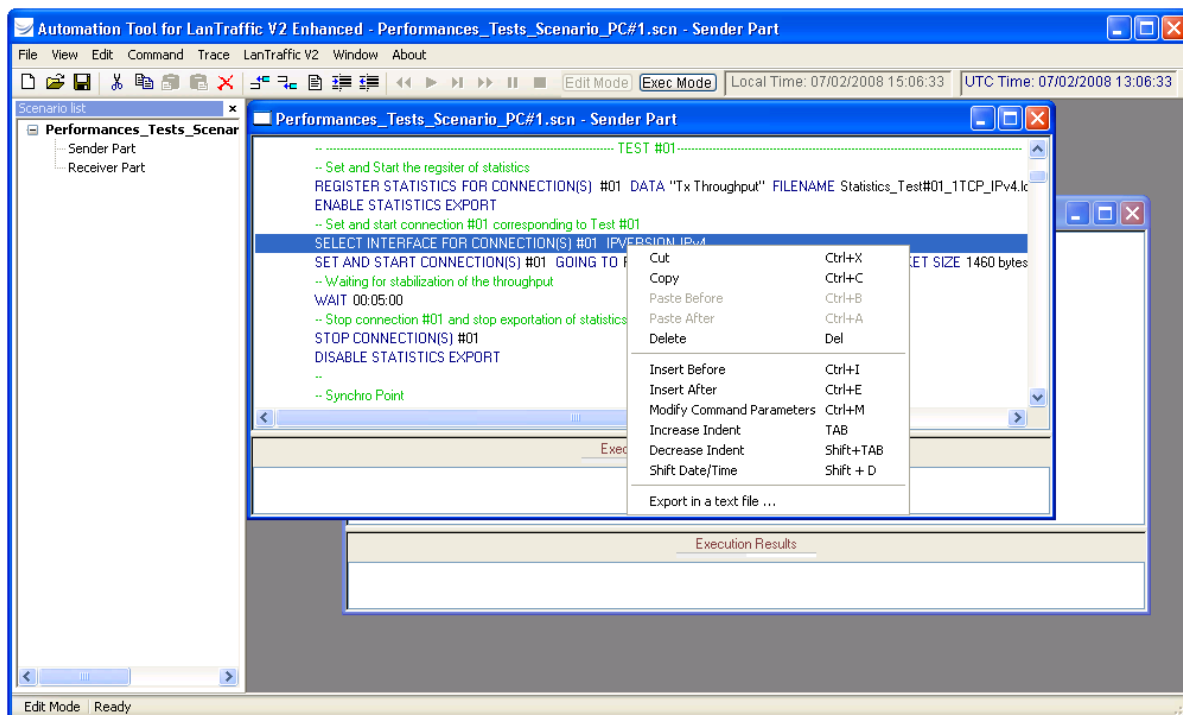 Automation Tool for LanTraffic V2 Enhanced - Performances_Tests_Scenario_PC#1.scn - Sender Part
File View Edit Command Trace LanTraffic V2 Window About
Edit Mode Exec Mode Local Time: 07/02/2008 15:06:33 UTC Time: 07/02/2008 13:06:33
Scenario list
Performances_Tests_Scenar
Sender Part
Receiver Part
Performances_Tests_Scenario_PC#1.scn - Sender Part
-- ---------- TEST #01----------
-- Set and Start the regsiter of statistics
REGISTER STATISTICS FOR CONNECTION(S) #01 DATA "Tx Throughput" FILENAME Statistics_Test#01_1TCP_IPv4.lo
ENABLE STATISTICS EXPORT
-- Set and start connection #01 corresponding to Test #01
SELECT INTERFACE FOR CONNECTION(S) #01 IPVERSION IPv4
SET AND START CONNECTION(S) #01 GOING TO KET SIZE 1460 bytes
-- Waiting for stabilization of the throughput
WAIT 00:05:00
-- Stop connection #01 and stop exportation of statistics
STOP CONNECTION(S) #01
DISABLE STATISTICS EXPORT
--
-- Synchro Point
Exec
Cut Ctrl+X
Copy Ctrl+C
Paste Before Ctrl+B
Paste After Ctrl+A
Delete Del
Insert Before Ctrl+I
Insert After Ctrl+E
Modify Command Parameters Ctrl+M
Increase Indent TAB
Decrease Indent Shift+TAB
Shift Date/Time Shift + D
Export in a text file ...
Execution Results
Edit Mode Ready